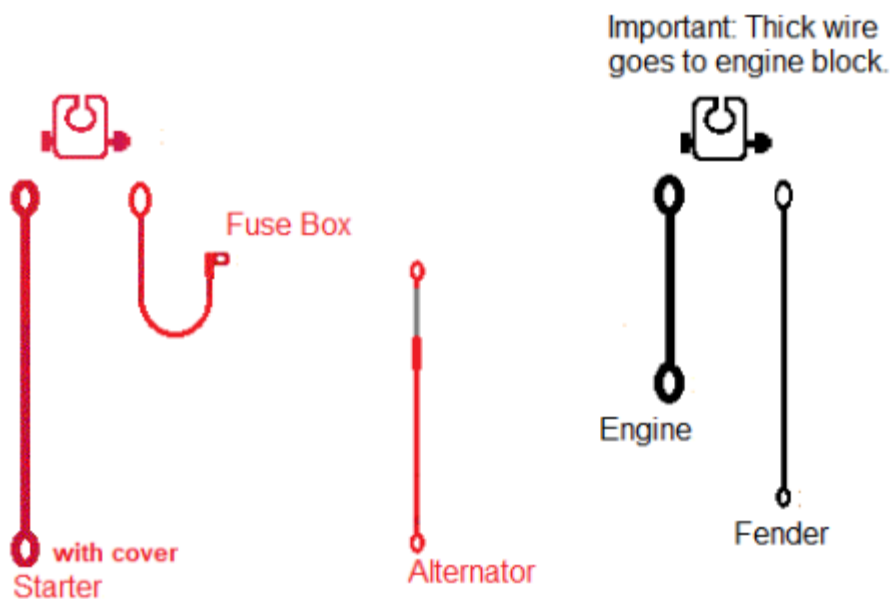 Important: Thick wire
goes to engine block.
Fuse Box
Engine
Fender
with cover
Starter
Alternator